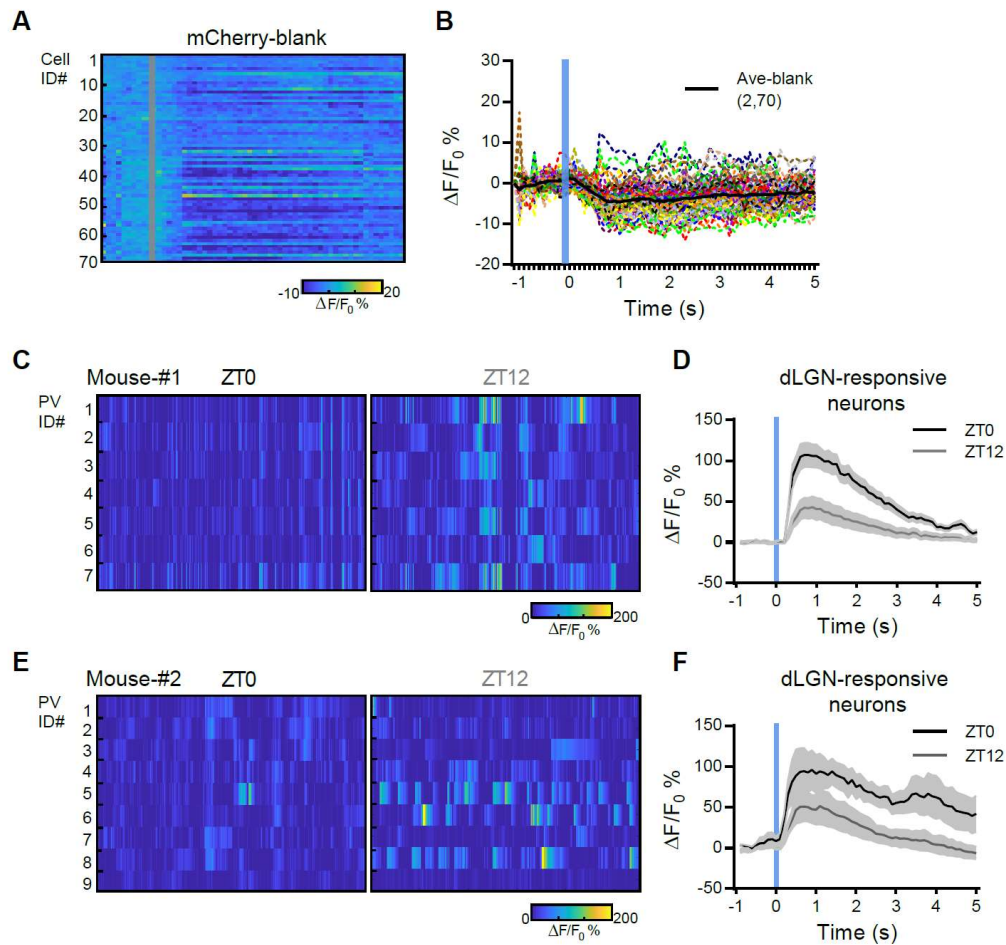 A
mCherry-blank
Cell
ID#
1
10
20
30
40
50
60
70
-10
20
ΔF/F0 %
B
30
20
10
0
-10
-20
ΔF/F0 %
Ave-blank
(2,70)
-1 0 1 2 3 4 5
Time (s)
C
Mouse-#1 ZT0 ZT12
PV
ID#
1
2
3
4
5
6
7
0
200
ΔF/F0 %
D
dLGN-responsive
neurons
150
100
50
0
-50
ΔF/F0 %
ZT0
ZT12
-1 0 1 2 3 4 5
Time (s)
E
Mouse-#2 ZT0 ZT12
PV
ID#
1
2
3
4
5
6
7
8
9
0
200
ΔF/F0 %
F
dLGN-responsive
neurons
150
100
50
0
-50
ΔF/F0 %
ZT0
ZT12
-1 0 1 2 3 4 5
Time (s)